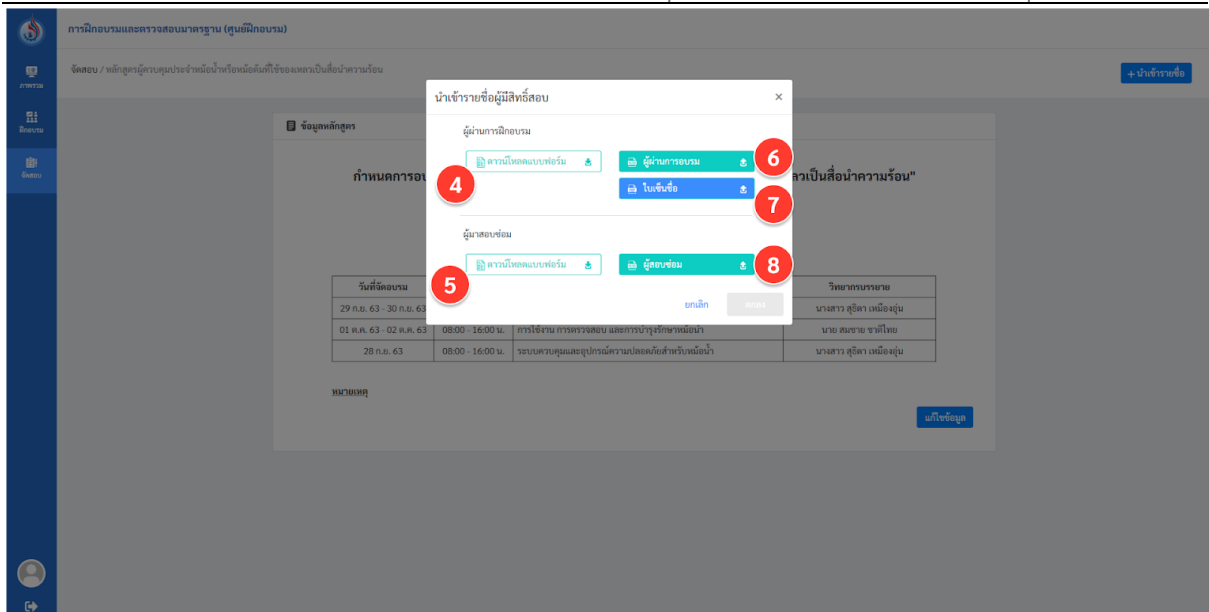 การฝึกอบรมและตรวจสอบมาตรฐาน (ศูนย์ฝึกอบรม)
ภาพรวม
ฝึกอบรม
จัดสอบ
จัดสอบ / หลักสูตรผู้ควบคุมประจำหม้อน้ำหรือหม้อต้มที่ใช้ของเหลวเป็นสื่อนำความร้อน
+ นำเข้ารายชื่อ
ข้อมูลหลักสูตร
กำหนดการอบ
ลวเป็นสื่อนำความร้อน"
นำเข้ารายชื่อผู้มีสิทธิ์สอบ
×
ผู้ผ่านการฝึกอบรม
ดาวน์โหลดแบบฟอร์ม
ผู้ผ่านการอบรม
6
4
ใบเซ็นชื่อ
7
ผู้มาสอบซ่อม
ดาวน์โหลดแบบฟอร์ม
ผู้สอบซ่อม
8
5
ยกเลิก
ตกลง
วันที่จัดอบรม
วิทยากรบรรยาย
29 ก.ย. 63 - 30 ก.ย. 63
นางสาว สุธิดา เหมืองอุ่น
01 ต.ค. 63 - 02 ต.ค. 63 08:00 - 16:00 น. การใช้งาน การตรวจสอบ และการบำรุงรักษาหม้อน้ำ นาย สมชาย ชาติไทย
28 ก.ย. 63 08:00 - 16:00 น. ระบบควบคุมและอุปกรณ์ความปลอดภัยสำหรับหม้อน้ำ นางสาว สุธิดา เหมืองอุ่น
หมายเหตุ
แก้ไขข้อมูล